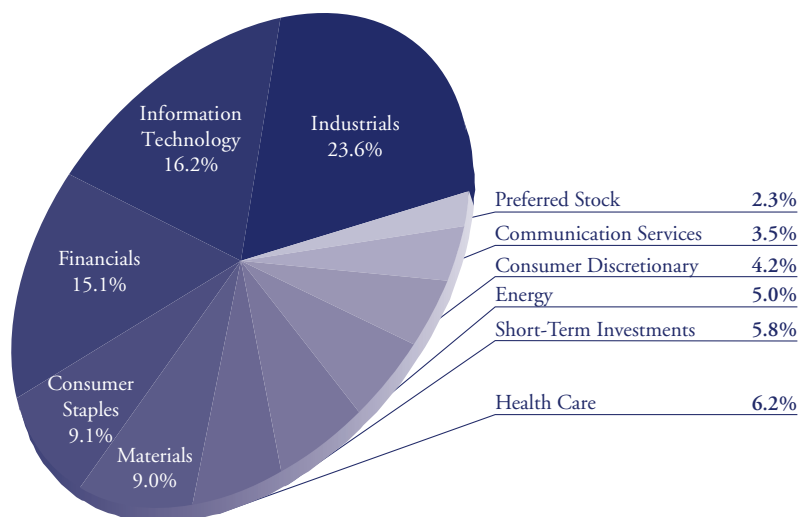 Information
Technology
16.2%
Industrials
23.6%
Financials
15.1%
Consumer
Staples
9.1%
Materials
9.0%
Preferred Stock 2.3%
Communication Services 3.5%
Consumer Discretionary 4.2%
Energy 5.0%
Short-Term Investments 5.8%
Health Care 6.2%